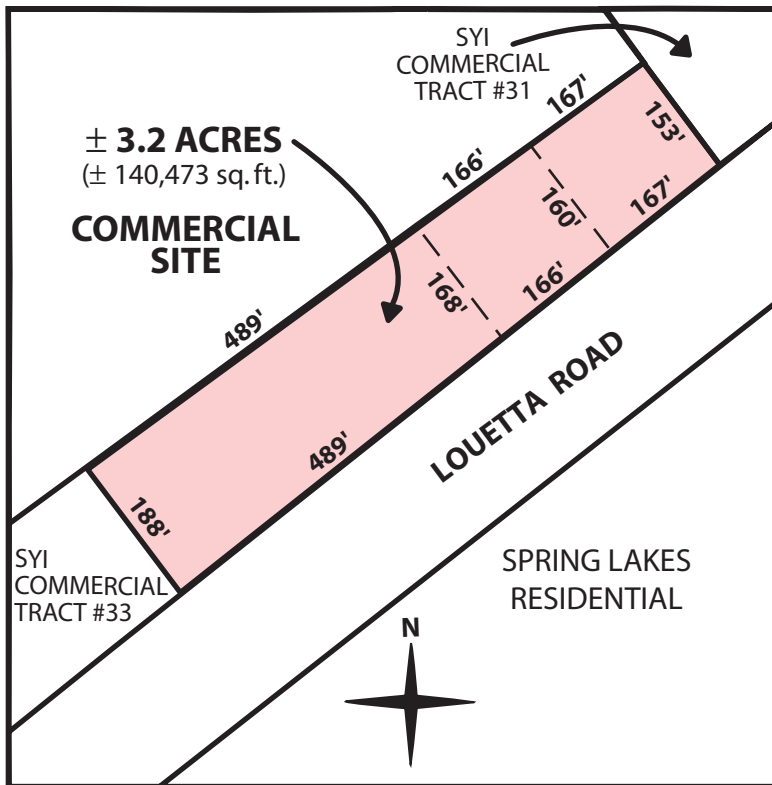 SYI
COMMERCIAL
TRACT #31
± 3.2 ACRES
(± 140,473 sq. ft.)
COMMERCIAL
SITE
167'
166'
489'
153'
160'
168'
188'
167'
166'
489'
LOUETTA ROAD
SYI
COMMERCIAL
TRACT #33
SPRING LAKES
RESIDENTIAL
N